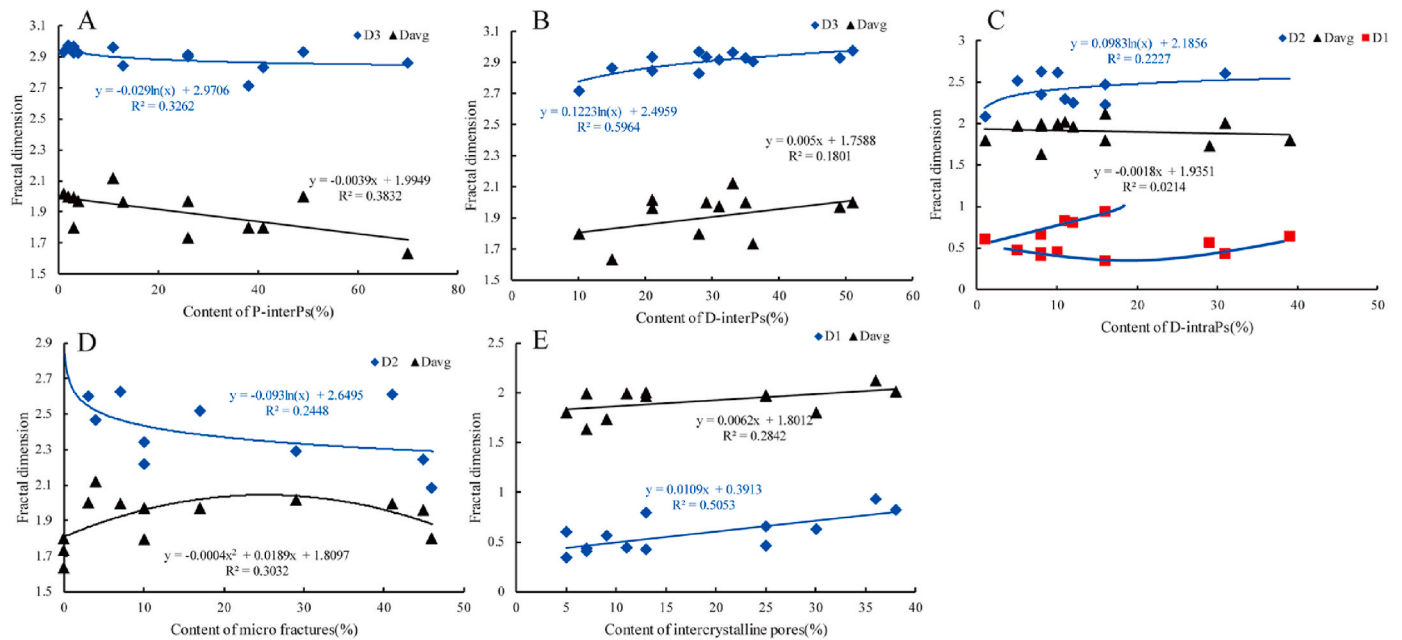 A
D3 Davg
3.1
2.9
2.7
2.5
2.3
2.1
1.9
1.7
1.5
Fractal dimension
y = -0.029ln(x) + 2.9706
R² = 0.3262
y = -0.0039x + 1.9949
R² = 0.3832
0 20 40 60 80
Content of P-interPs(%)
B
D3 Davg
3.1
2.9
2.7
2.5
2.3
2.1
1.9
1.7
1.5
Fractal dimension
y = 0.1223ln(x) + 2.4959
R² = 0.5964
y = 0.005x + 1.7588
R² = 0.1801
0 10 20 30 40 50 60
Content of D-interPs(%)
C
D2 Davg D1
3
2.5
2
1.5
1
0.5
0
Fractal dimension
y = 0.0983ln(x) + 2.1856
R² = 0.2227
y = -0.0018x + 1.9351
R² = 0.0214
0 10 20 30 40 50
Content of D-intraPs(%)
D
D2 Davg
2.9
2.7
2.5
2.3
2.1
1.9
1.7
1.5
Fractal dimension
y = -0.093ln(x) + 2.6495
R² = 0.2448
y = -0.0004x² + 0.0189x + 1.8097
R² = 0.3032
0 10 20 30 40 50
Content of micro fractures(%)
E
D1 Davg
2.5
2
1.5
1
0.5
0
Fractal dimension
y = 0.0062x + 1.8012
R² = 0.2842
y = 0.0109x + 0.3913
R² = 0.5053
0 5 10 15 20 25 30 35 40
Content of intercrystalline pores(%)